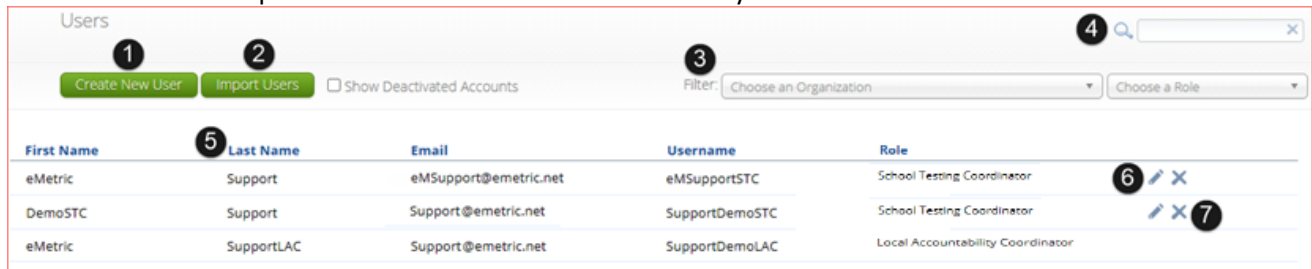 Users
4
1 2 3
Create New User Import Users Show Deactivated Accounts Filter: Choose an Organization Choose a Role
5
First Name Last Name Email Username Role
eMetric Support eMSupport@emetric.net eMSupportSTC School Testing Coordinator 6
DemoSTC Support Support@emetric.net SupportDemoSTC School Testing Coordinator 7
eMetric SupportLAC Support@emetric.net SupportDemoLAC Local Accountability Coordinator